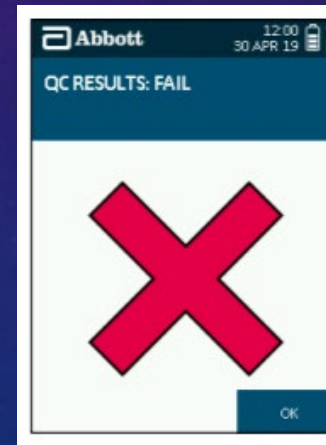 Abbott
12:00
30 APR 19
QC RESULTS: FAIL
OK